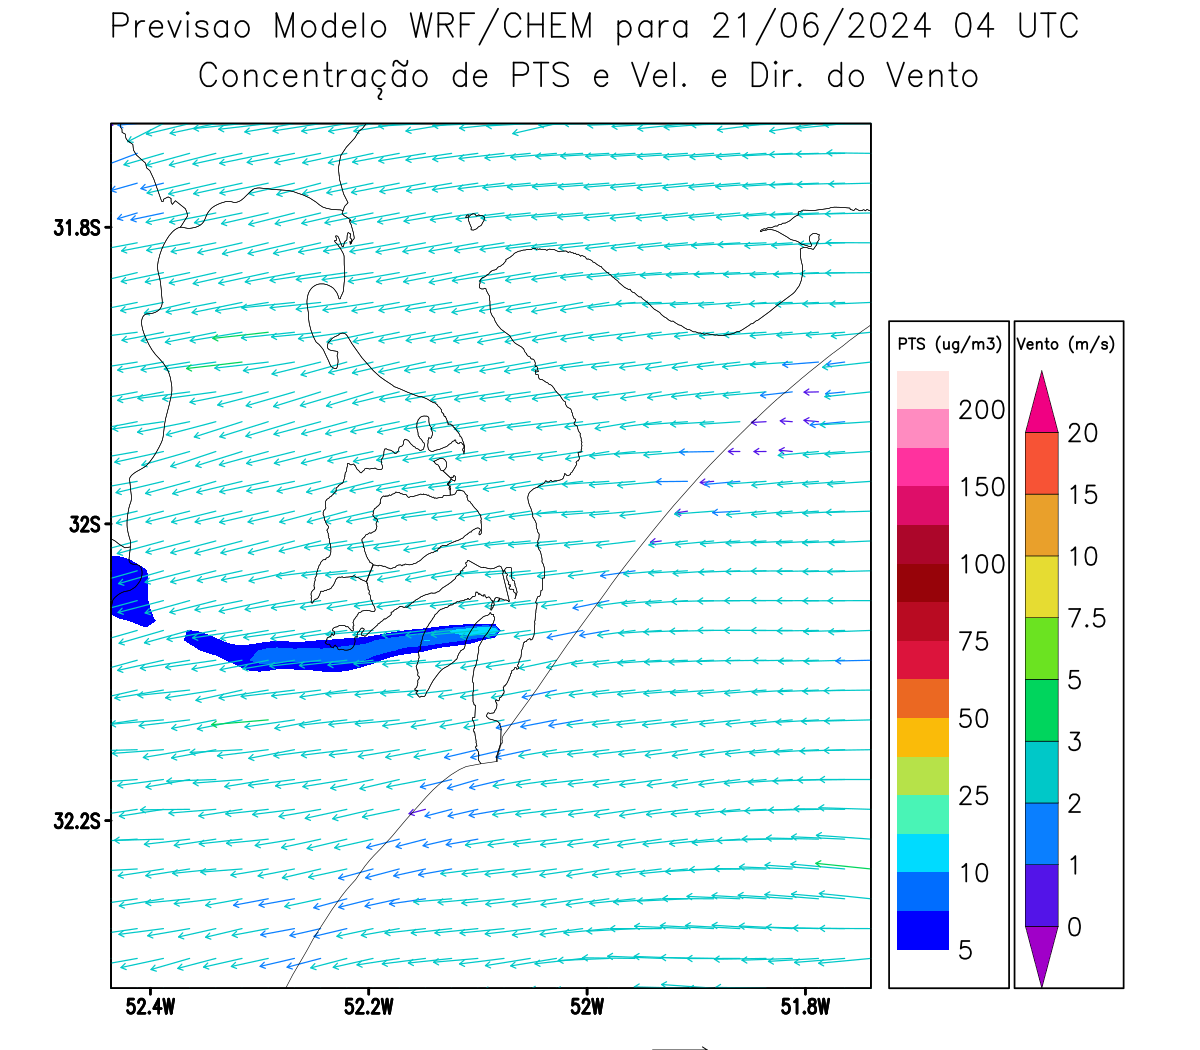 Previsao Modelo WRF/CHEM para 21/06/2024 04 UTC
Concentração de PTS e Vel. e Dir. do Vento
31.8S
32S
32.2S
52.4W
52.2W
52W
51.8W
PTS (ug/m3)
200
150
100
75
50
25
10
5
Vento (m/s)
20
15
10
7.5
5
3
2
1
0